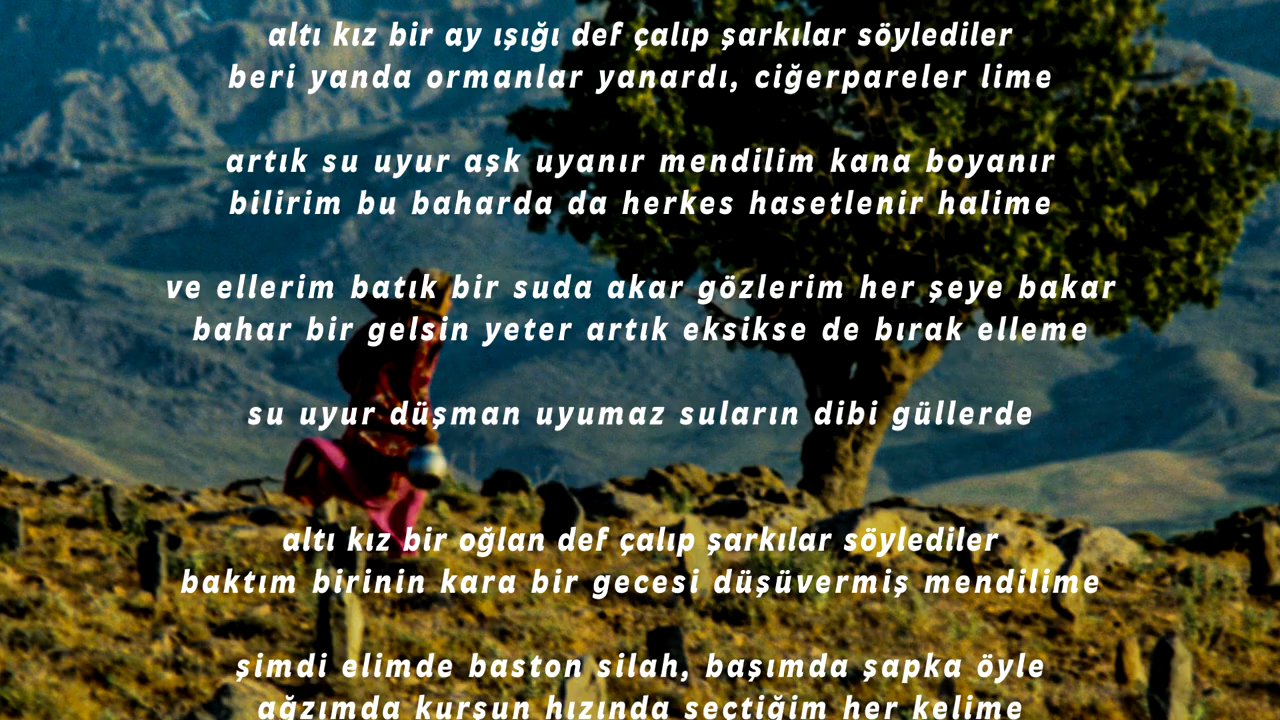 altı kız bir ay ışığı def çalıp şarkılar söylediler
beri yanda ormanlar yanardı, ciğerpareler lime
artık su uyur aşk uyanır mendilim kana boyanır
bilirim bu baharda da herkes hasetlenir halime
ve ellerim batık bir suda akar gözlerim her şeye bakar
bahar bir gelsin yeter artık eksikse de bırak elleme
su uyur düşman uyumaz suların dibi güllerde
altı kız bir oğlan def çalıp şarkılar söylediler
baktım birinin kara bir gecesi düşüvermiş mendilime
şimdi elimde baston silah, başımda şapka öyle
ağzımda kurşun hızında seçtiğim her kelime